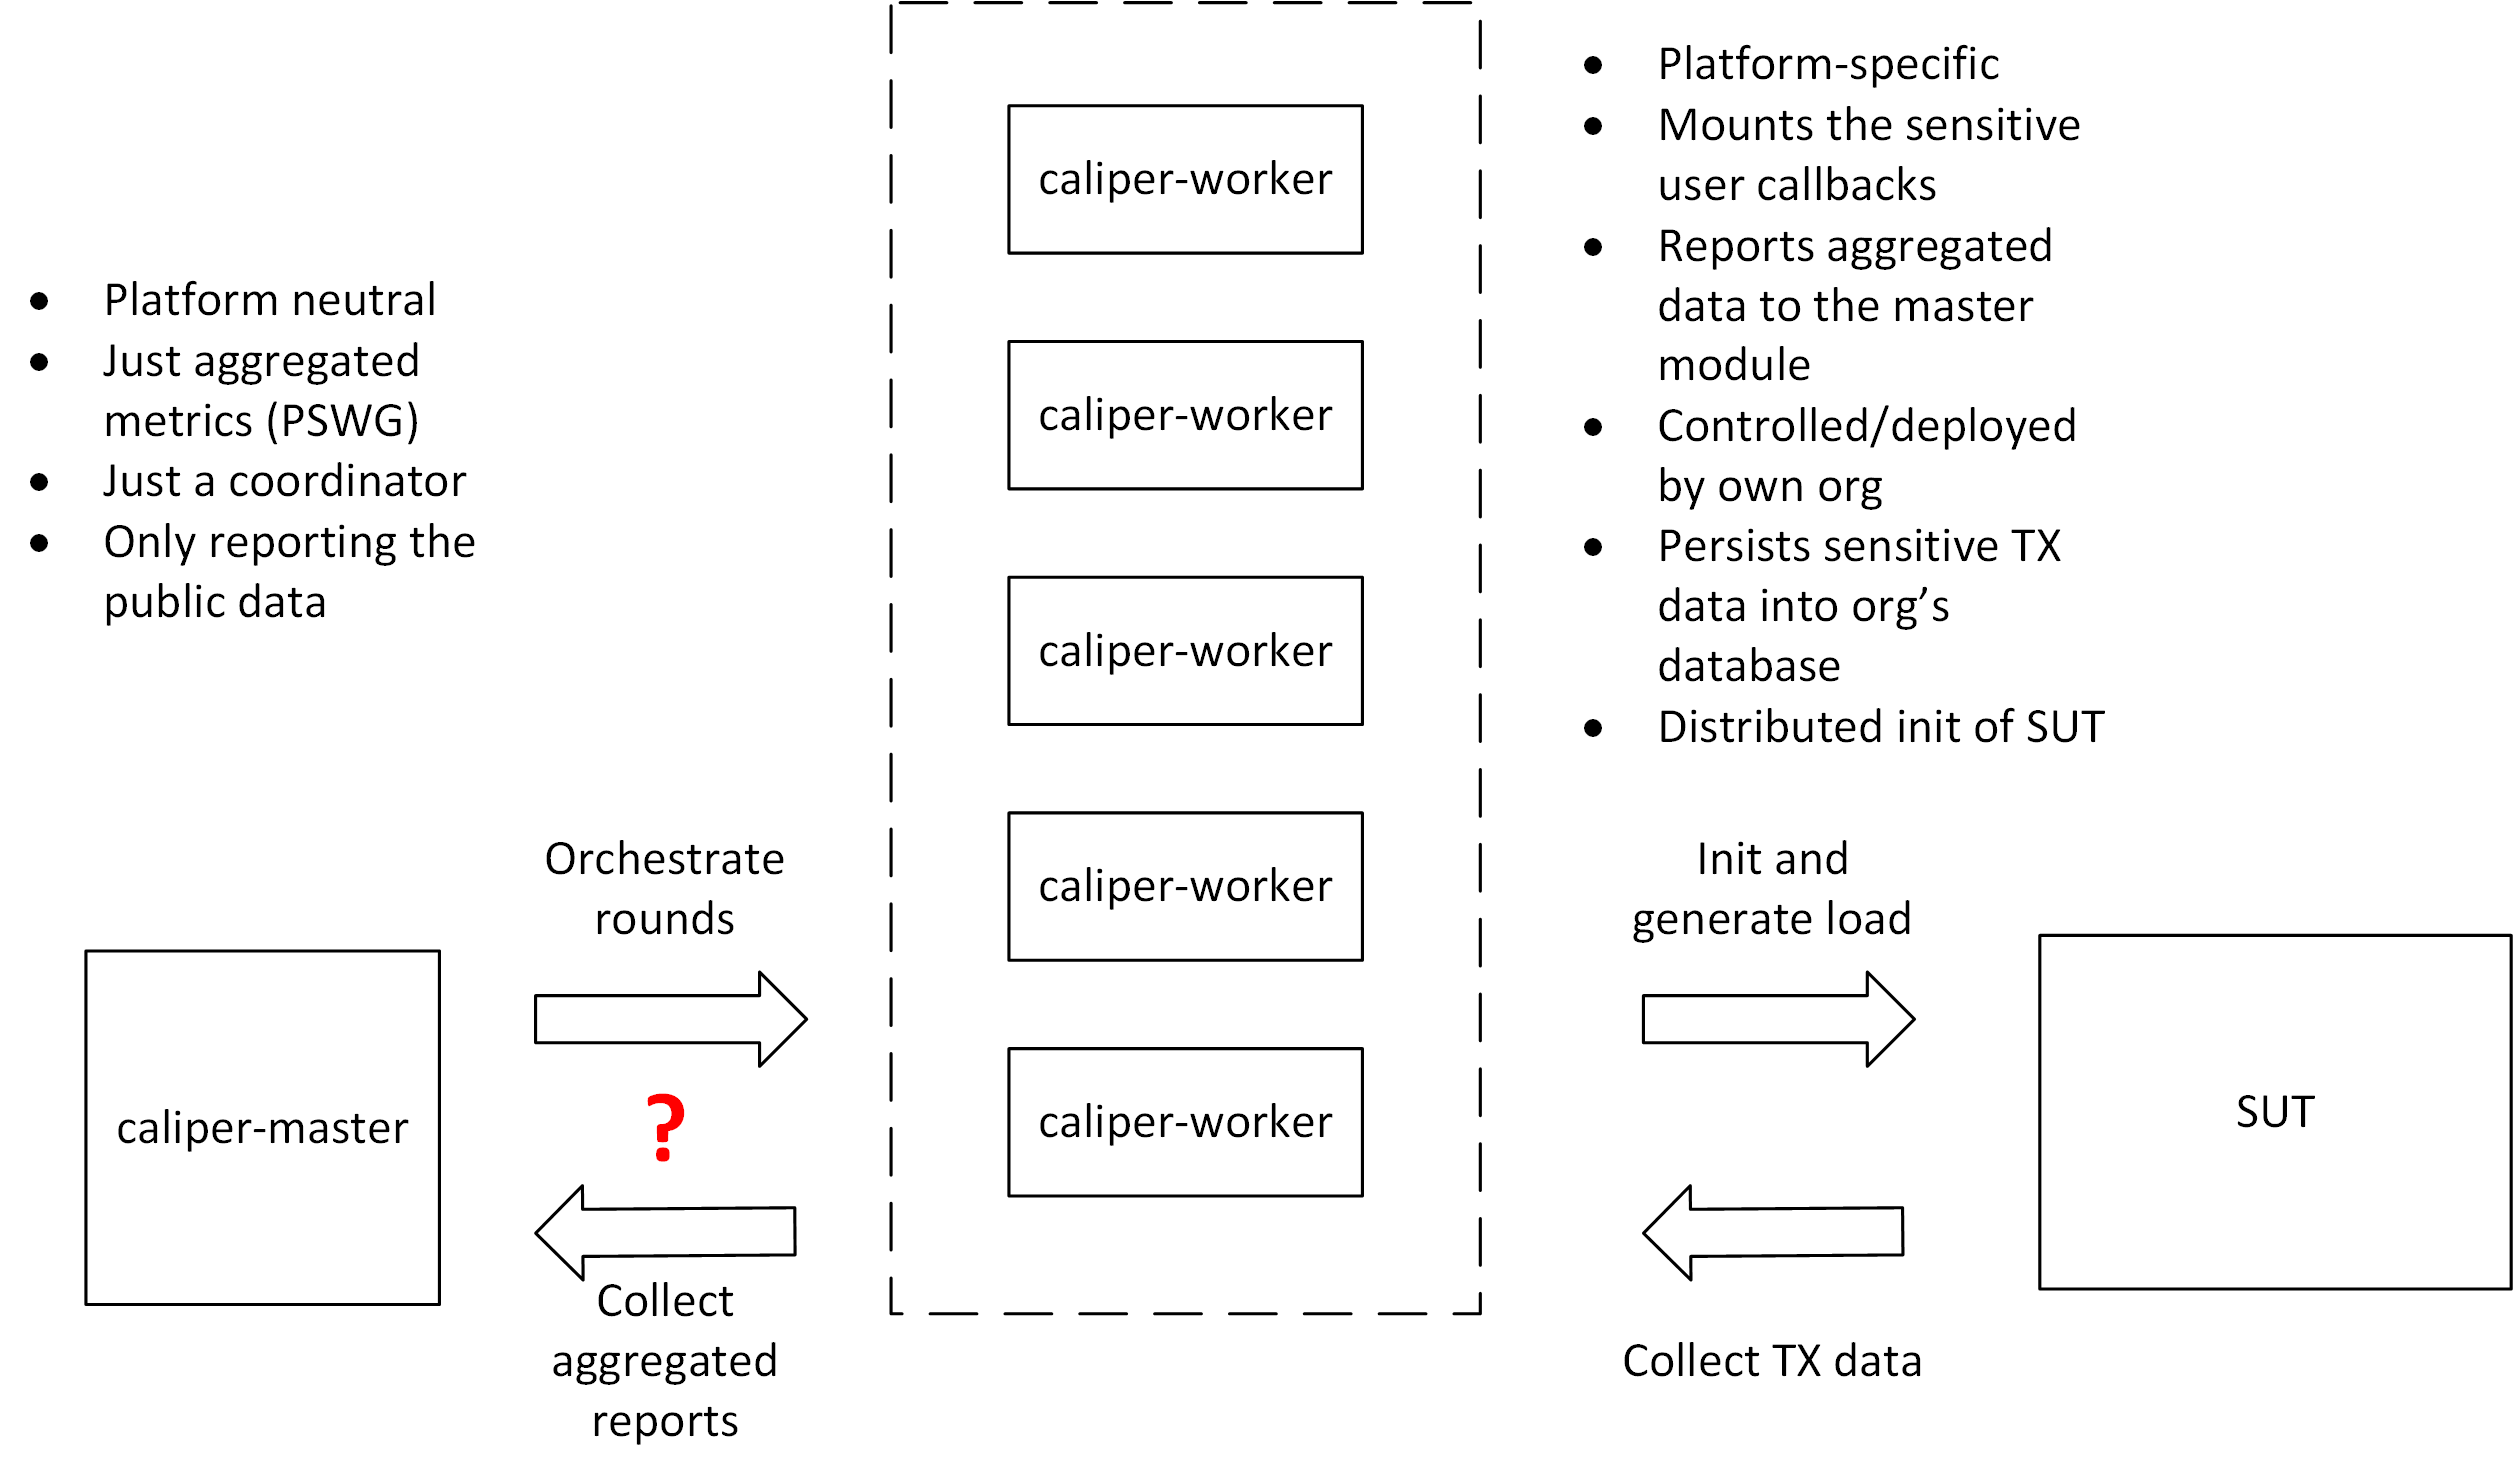 Platform neutral
Just aggregated
metrics (PSWG)
Just a coordinator
Only reporting the
public data
caliper-master
Orchestrate
rounds
?
Collect
aggregated
reports
caliper-worker
caliper-worker
caliper-worker
caliper-worker
caliper-worker
Platform-specific
Mounts the sensitive
user callbacks
Reports aggregated
data to the master
module
Controlled/deployed
by own org
Persists sensitive TX
data into org’s
database
Distributed init of SUT
Init and
generate load
Collect TX data
SUT